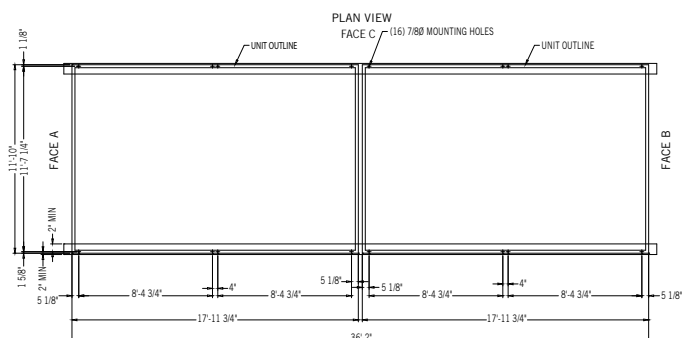 PLAN VIEW
FACE C
(16) 7/8Ø MOUNTING HOLES
UNIT OUTLINE
UNIT OUTLINE
1 1/8"
11'-10"
11'-7 1/4"
FACE A
FACE B
2" MIN
2" MIN
1 5/8"
5 1/8"
8'-4 3/4"
4"
8'-4 3/4"
5 1/8"
5 1/8"
8'-4 3/4"
4"
8'-4 3/4"
5 1/8"
17'-11 3/4"
17'-11 3/4"
36'-2"